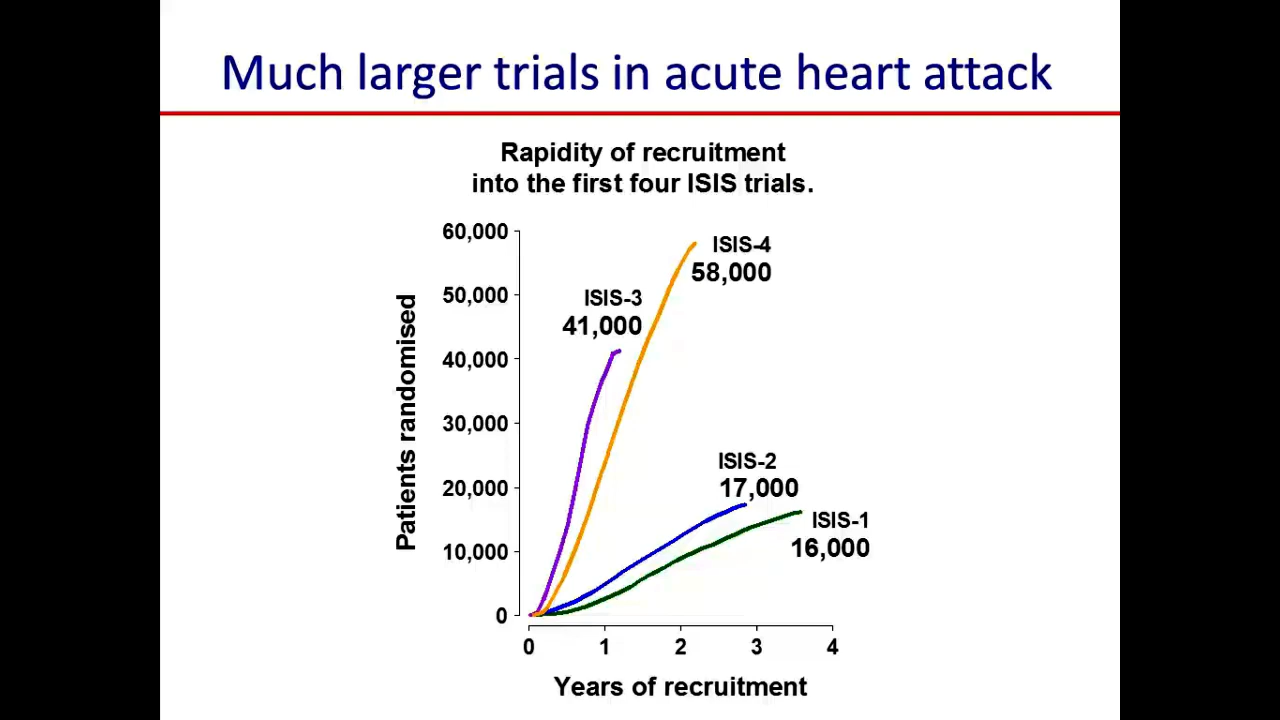 Much larger trials in acute heart attack
Rapidity of recruitment
into the first four ISIS trials.
Patients randomised
60,000
50,000
40,000
30,000
20,000
10,000
0
ISIS-4
58,000
ISIS-3
41,000
ISIS-2
17,000
ISIS-1
16,000
0 1 2 3 4
Years of recruitment